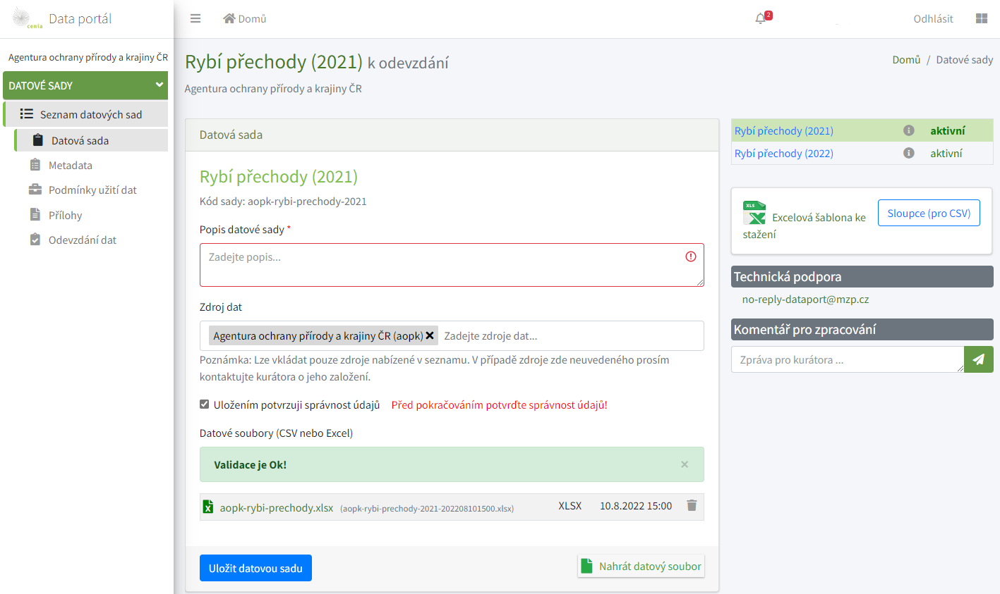 cenia
Data portál
Domů
2
Odhlásit
Agentura ochrany přírody a krajiny ČR
DATOVÉ SADY
Seznam datových sad
Datová sada
Metadata
Podmínky užití dat
Přílohy
Odevzdání dat
Rybí přechody (2021) k odevzdání
Domů / Datové sady
Agentura ochrany přírody a krajiny ČR
Datová sada
Rybí přechody (2021)
Kód sady: aopk-rybi-prechody-2021
Popis datové sady *
Zadejte popis...
Zdroj dat
Agentura ochrany přírody a krajiny ČR (aopk) Zadejte zdroje dat...
Poznámka: Lze vkládat pouze zdroje nabízené v seznamu. V případě zdroje zde neuvedeného prosím
kontaktujte kurátora o jeho založení.
Uložením potvrzuji správnost údajů Před pokračováním potvrďte správnost údajů!
Datové soubory (CSV nebo Excel)
Validace je Ok! ×
aopk-rybi-prechody.xlsx (aopk-rybi-prechody-2021-202208101500.xlsx) XLSX 10.8.2022 15:00
Uložit datovou sadu
Nahrát datový soubor
Rybí přechody (2021) aktivní
Rybí přechody (2022) aktivní
XLS
Excelová šablona ke
stažení
Sloupce (pro CSV)
Technická podpora
no-reply-dataport@mzp.cz
Komentář pro zpracování
Zpráva pro kurátora ...